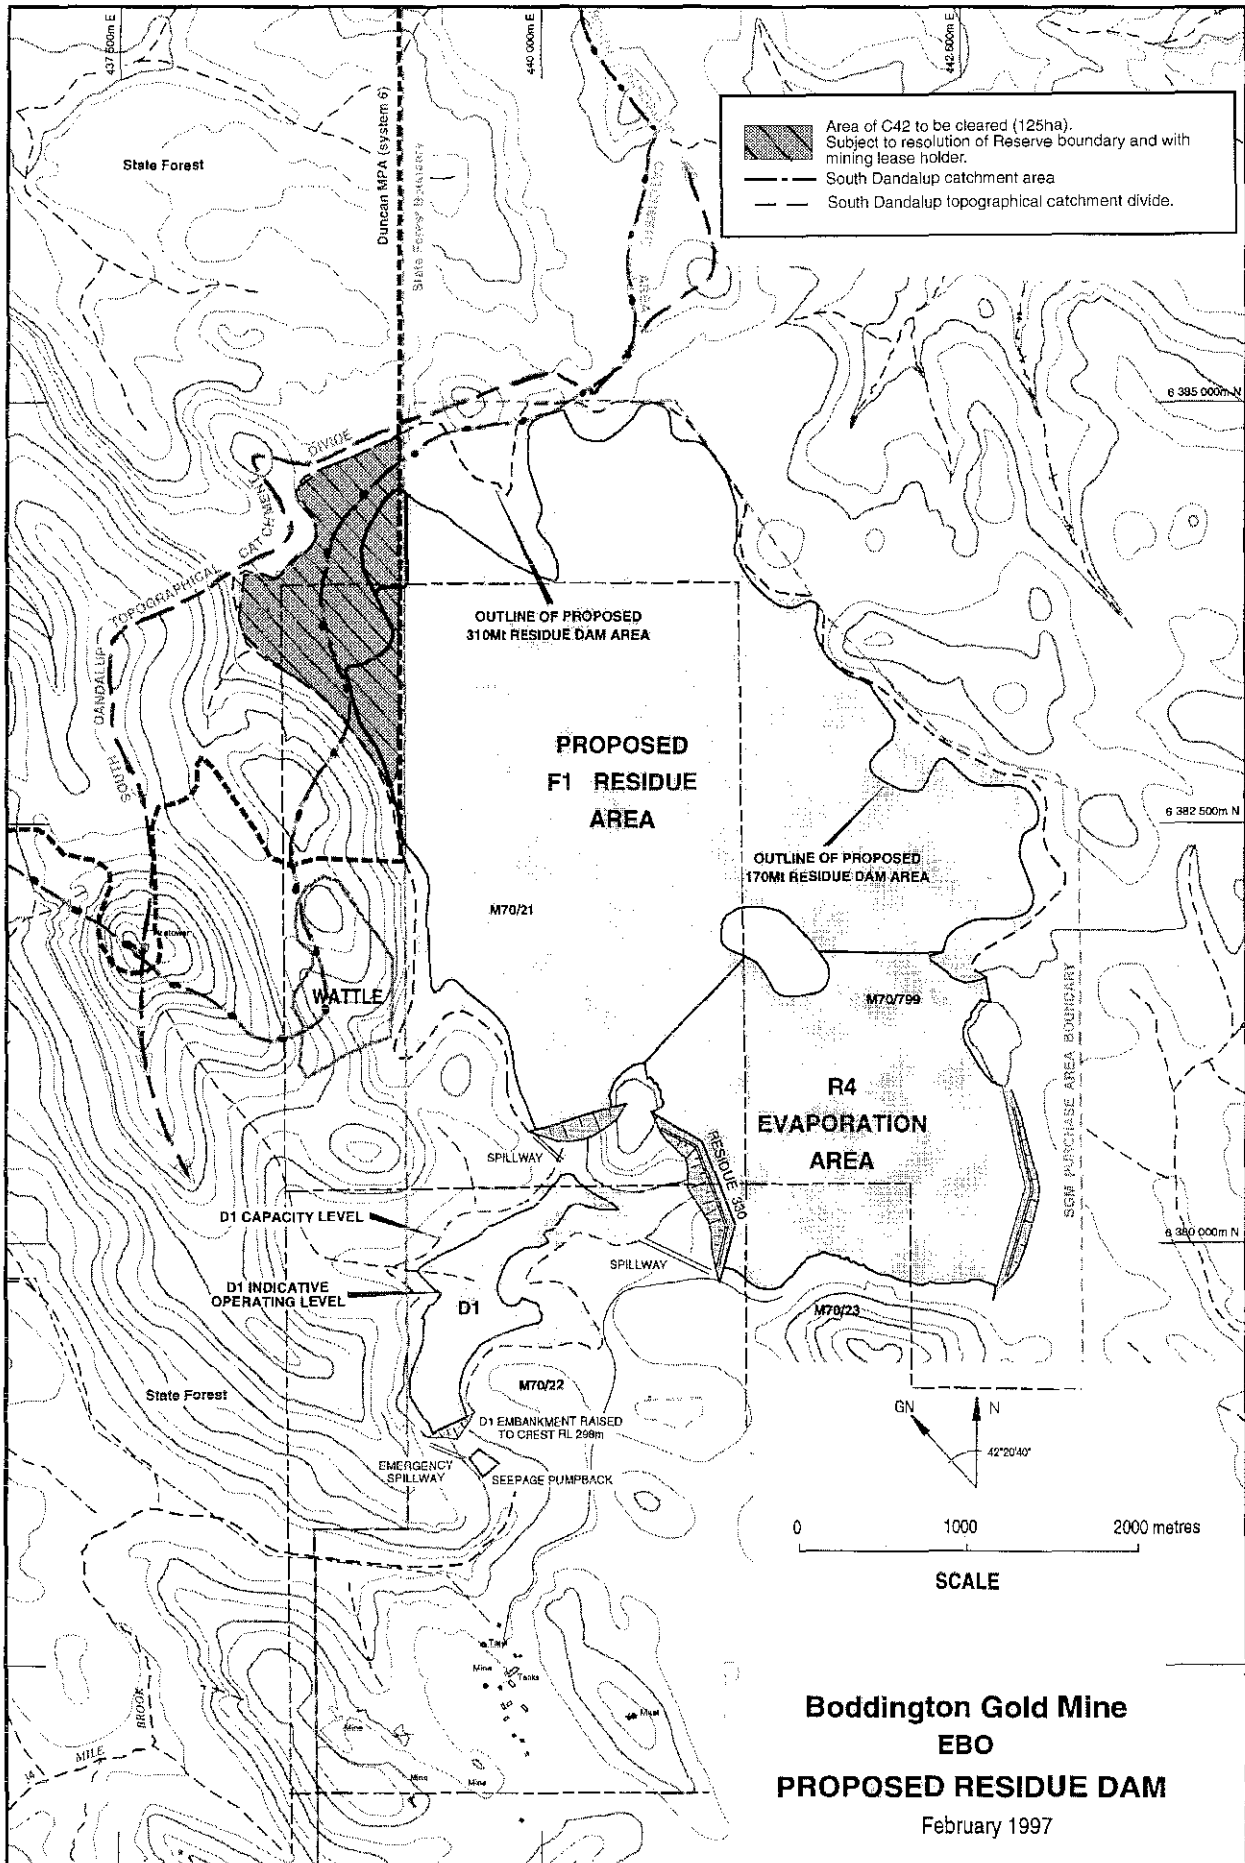 437 500m E
440 000m E
442 500m E
Duncan MPA (system 6)
State Forest Boundary
Area of C42 to be cleared (125ha).
Subject to resolution of Reserve boundary and with
mining lease holder.
South Dandalup catchment area
South Dandalup topographical catchment divide.
State Forest
6 385 000m N
DIVIDE
CATCHMENT
TOPOGRAPHICAL
DANDALUP
SOUTH
OUTLINE OF PROPOSED
310Mt RESIDUE DAM AREA
PROPOSED
F1 RESIDUE
AREA
6 382 500m N
OUTLINE OF PROPOSED
170Mt RESIDUE DAM AREA
M70/21
WATTLE
M70/799
SGM PURCHASE AREA BOUNDARY
R4
EVAPORATION
AREA
SPILLWAY
RESIDUE 330
D1 CAPACITY LEVEL
6 380 000m N
SPILLWAY
D1 INDICATIVE
OPERATING LEVEL
D1
M70/23
State Forest
M70/22
D1 EMBANKMENT RAISED
TO CREST RL 298m
GN
N
42°20'40"
EMERGENCY
SPILLWAY
SEEPAGE PUMPBACK
0 1000 2000 metres
SCALE
Mine
Tanks
Mine
Mine
Mine
BROOK
MILE
14
Boddington Gold Mine
EBO
PROPOSED RESIDUE DAM
February 1997